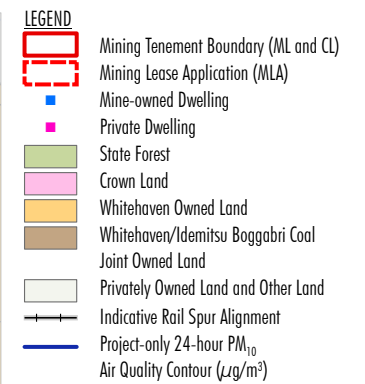 LEGEND
Mining Tenement Boundary (ML and CL)
Mining Lease Application (MLA)
Mine-owned Dwelling
Private Dwelling
State Forest
Crown Land
Whitehaven Owned Land
Whitehaven/Idemitsu Boggabri Coal
Joint Owned Land
Privately Owned Land and Other Land
Indicative Rail Spur Alignment
Project-only 24-hour PM₁₀
Air Quality Contour (μg/m³)